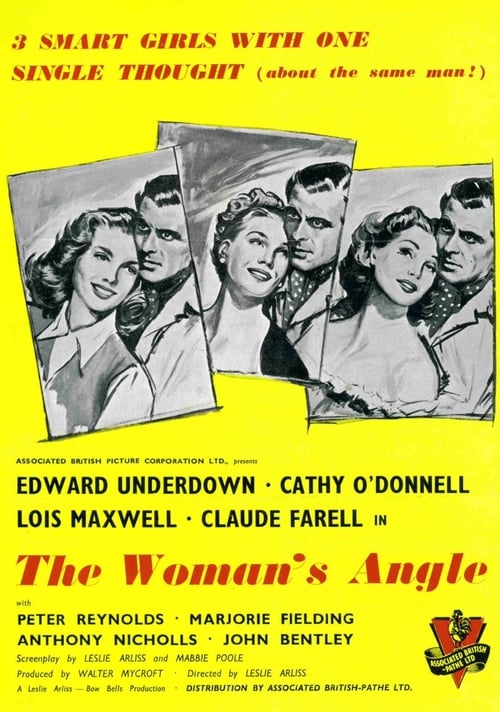 3 SMART GIRLS WITH ONE
SINGLE THOUGHT (about the same man!)
ASSOCIATED BRITISH PICTURE CORPORATION LTD., presents
EDWARD UNDERDOWN · CATHY O'DONNELL
LOIS MAXWELL · CLAUDE FARELL IN
The Woman's Angle
with
PETER REYNOLDS · MARJORIE FIELDING
ANTHONY NICHOLLS · JOHN BENTLEY
Screenplay by LESLIE ARLISS and MABBIE POOLE
Produced by WALTER MYCROFT · Directed by LESLIE ARLISS
A Leslie Arliss — Bow Bells Production · DISTRIBUTION BY ASSOCIATED BRITISH-PATHE LTD.
ASSOCIATED BRITISH
PATHE LTD